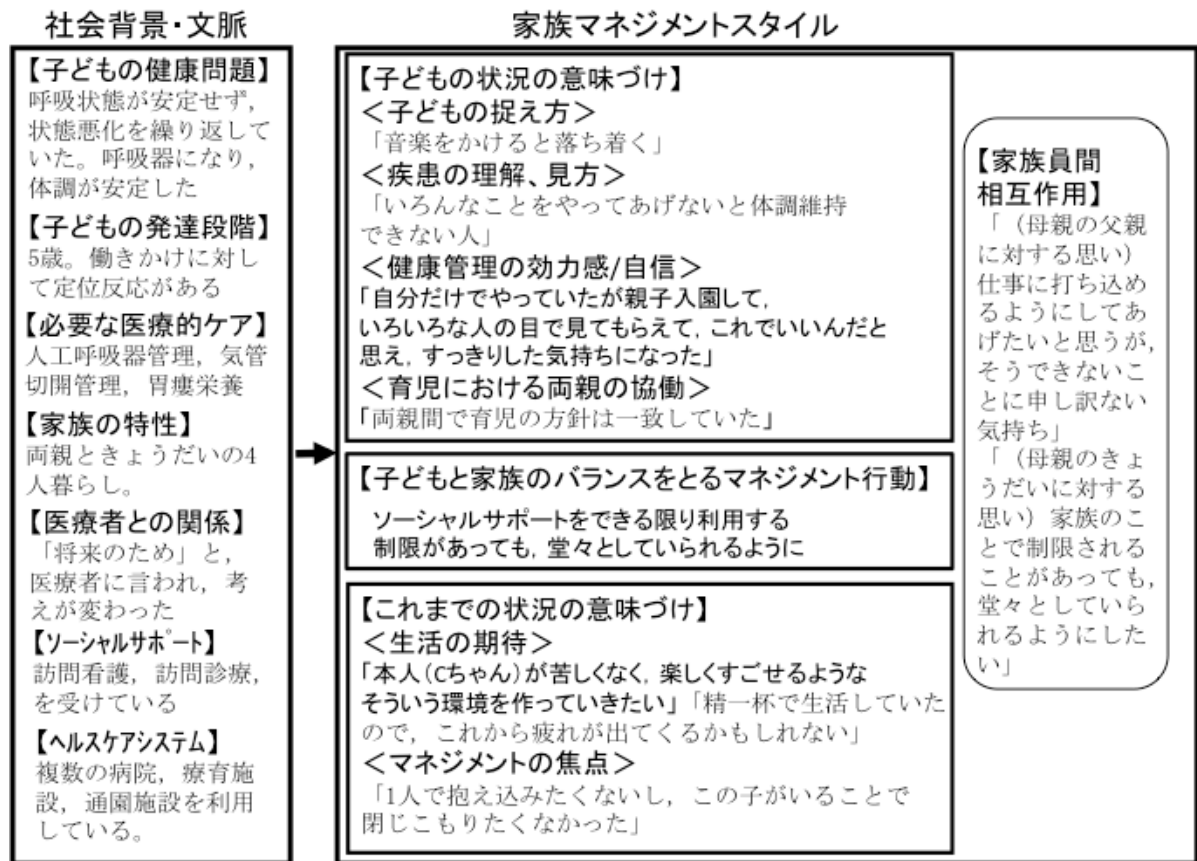 社会背景・文脈
【子どもの健康問題】
呼吸状態が安定せず，
状態悪化を繰り返して
いた。呼吸器になり，
体調が安定した
【子どもの発達段階】
5歳。働きかけに対し
て定位反応がある
【必要な医療的ケア】
人工呼吸器管理，気管
切開管理，胃瘻栄養
【家族の特性】
両親ときょうだいの4
人暮らし。
【医療者との関係】
「将来のため」と，
医療者に言われ，考
えが変わった
【ソーシャルサポート】
訪問看護，訪問診療，
を受けている
【ヘルスケアシステム】
複数の病院，療育施
設，通園施設を利用
している。
家族マネジメントスタイル
【子どもの状況の意味づけ】
＜子どもの捉え方＞
「音楽をかけると落ち着く」
＜疾患の理解、見方＞
「いろんなことをやってあげないと体調維持
できない人」
＜健康管理の効力感/自信＞
「自分だけでやっていたが親子入園して，
いろいろな人の目で見てもらえて，これでいいんだと
思え，すっきりした気持ちになった」
＜育児における両親の協働＞
「両親間で育児の方針は一致していた」
【子どもと家族のバランスをとるマネジメント行動】
ソーシャルサポートをできる限り利用する
制限があっても，堂々としていられるように
【これまでの状況の意味づけ】
＜生活の期待＞
「本人（Cちゃん）が苦しくなく，楽しくすごせるような
そういう環境を作っていきたい」「精一杯で生活していた
ので，これから疲れが出てくるかもしれない」
＜マネジメントの焦点＞
「1人で抱え込みたくないし，この子がいることで
閉じこもりたくなかった」
【家族員間
相互作用】
「（母親の父親
に対する思い）
仕事に打ち込め
るようにしてあ
げたいと思うが，
そうできないこ
とに申し訳ない
気持ち」
「（母親のきょ
うだいに対する
思い）家族のこ
とで制限される
ことがあっても，
堂々としていら
れるようにした
い」